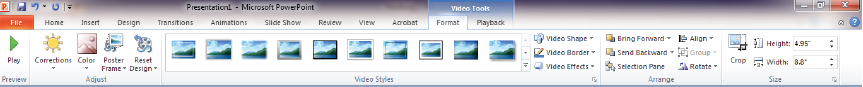 Presentation1 - Microsoft PowerPoint
Video Tools
File Home Insert Design Transitions Animations Slide Show Review View Acrobat Format Playback
Play
Corrections
Color
Poster Frame
Reset Design
Video Shape
Video Border
Video Effects
Bring Forward
Send Backward
Selection Pane
Align
Group
Rotate
Crop
Height: 4.95"
Width: 8.8"
Preview Adjust Video Styles Arrange Size